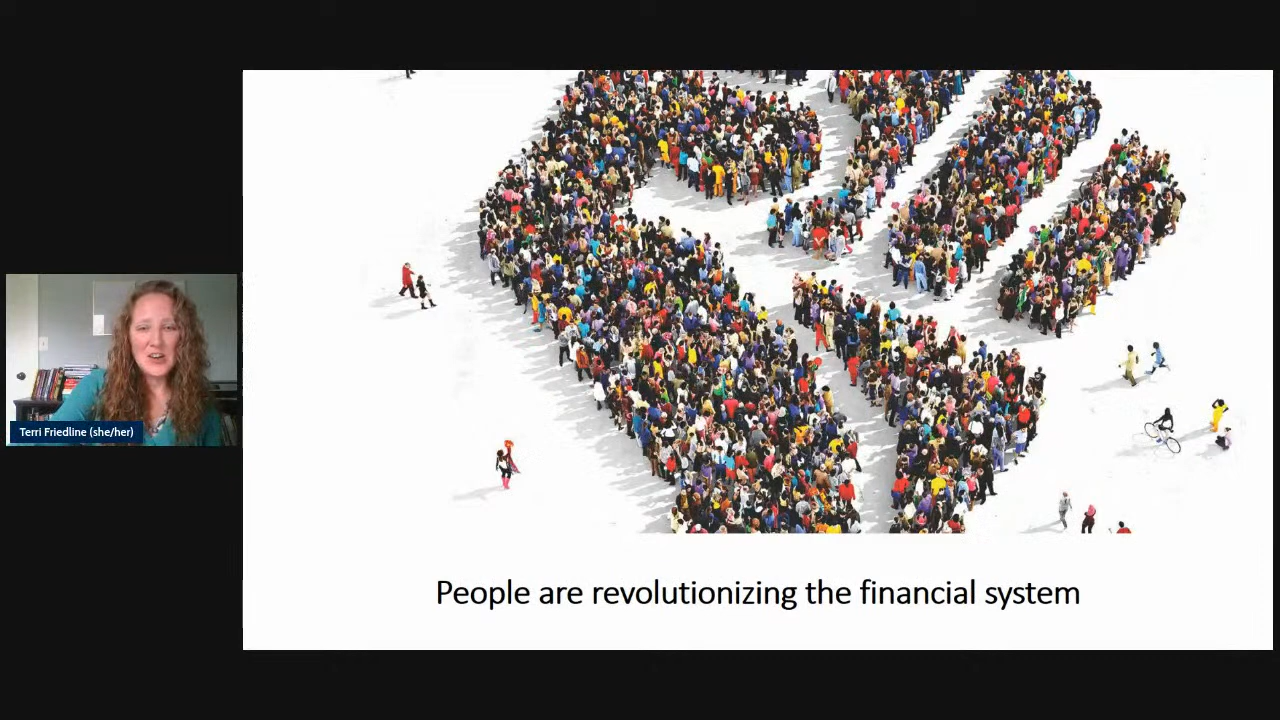 Terri Friedline (she/her)
People are revolutionizing the financial system